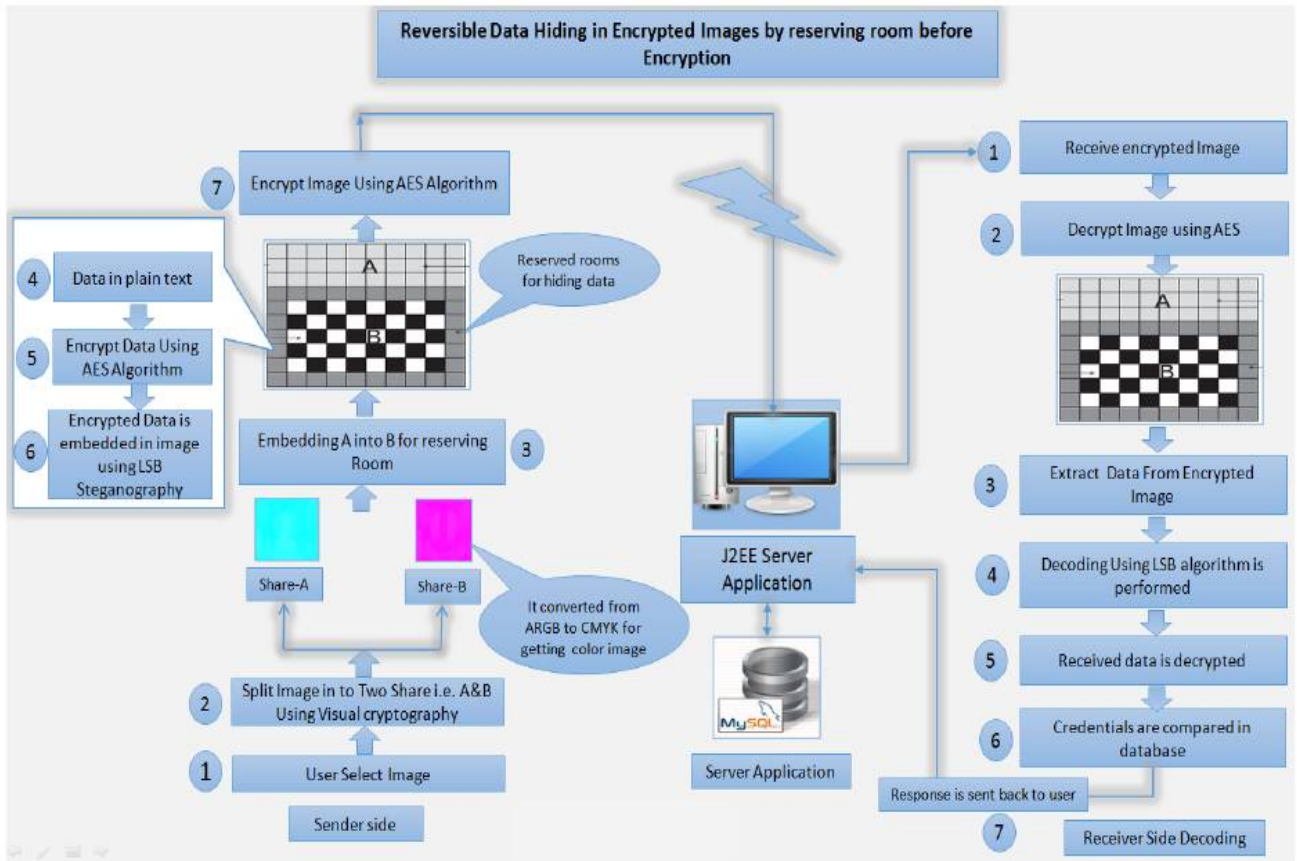 Reversible Data Hiding in Encrypted Images by reserving room before
Encryption
7
Encrypt Image Using AES Algorithm
4
Data in plain text
5
Encrypt Data Using
AES Algorithm
6
Encrypted Data is
embedded in image
using LSB
Steganography
A
B
Reserved rooms
for hiding data
Embedding A into B for reserving
Room
3
Share-A
Share-B
It converted from
ARGB to CMYK for
getting color image
2
Split Image in to Two Share i.e. A&B
Using Visual cryptography
1
User Select Image
Sender side
J2EE Server
Application
MySQL
Server Application
1
Receive encrypted Image
2
Decrypt Image using AES
A
B
3
Extract Data From Encrypted
Image
4
Decoding Using LSB algorithm is
performed
5
Received data is decrypted
6
Credentials are compared in
database
Response is sent back to user
7
Receiver Side Decoding